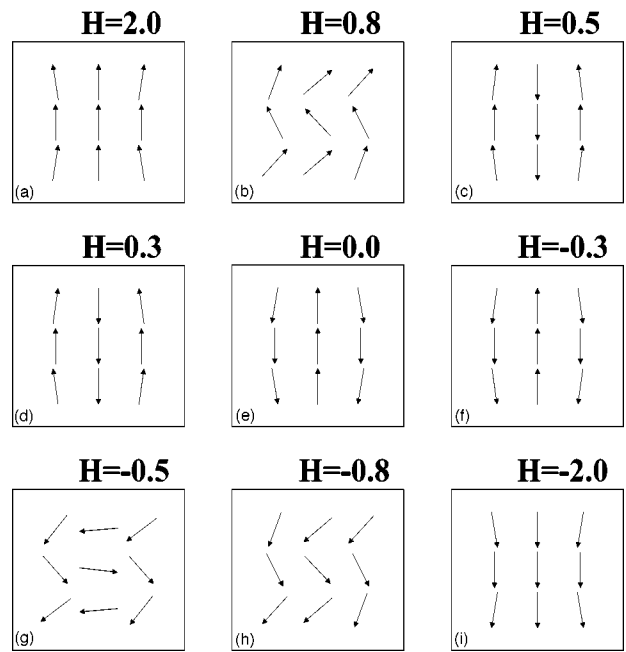 H=2.0 H=0.8 H=0.5
(a) (b) (c)
H=0.3 H=0.0 H=-0.3
(d) (e) (f)
H=-0.5 H=-0.8 H=-2.0
(g) (h) (i)